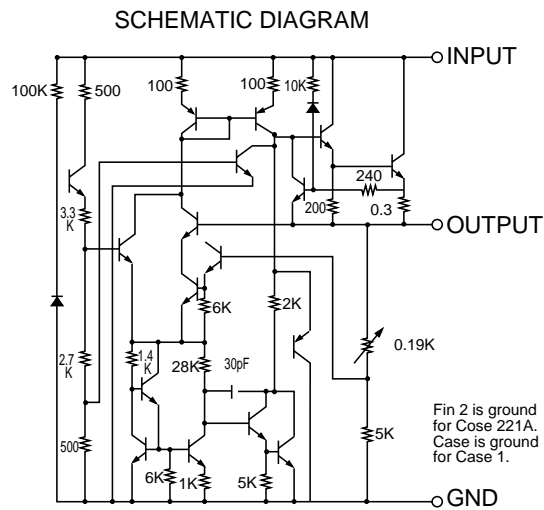 SCHEMATIC DIAGRAM
INPUT
100K
500
100
100
10K
240
200
0.3
3.3
K
OUTPUT
6K
2K
0.19K
2.7
K
1.4
K
28K
30pF
500
6K
1K
5K
5K
Fin 2 is ground
for Cose 221A.
Case is ground
for Case 1.
GND